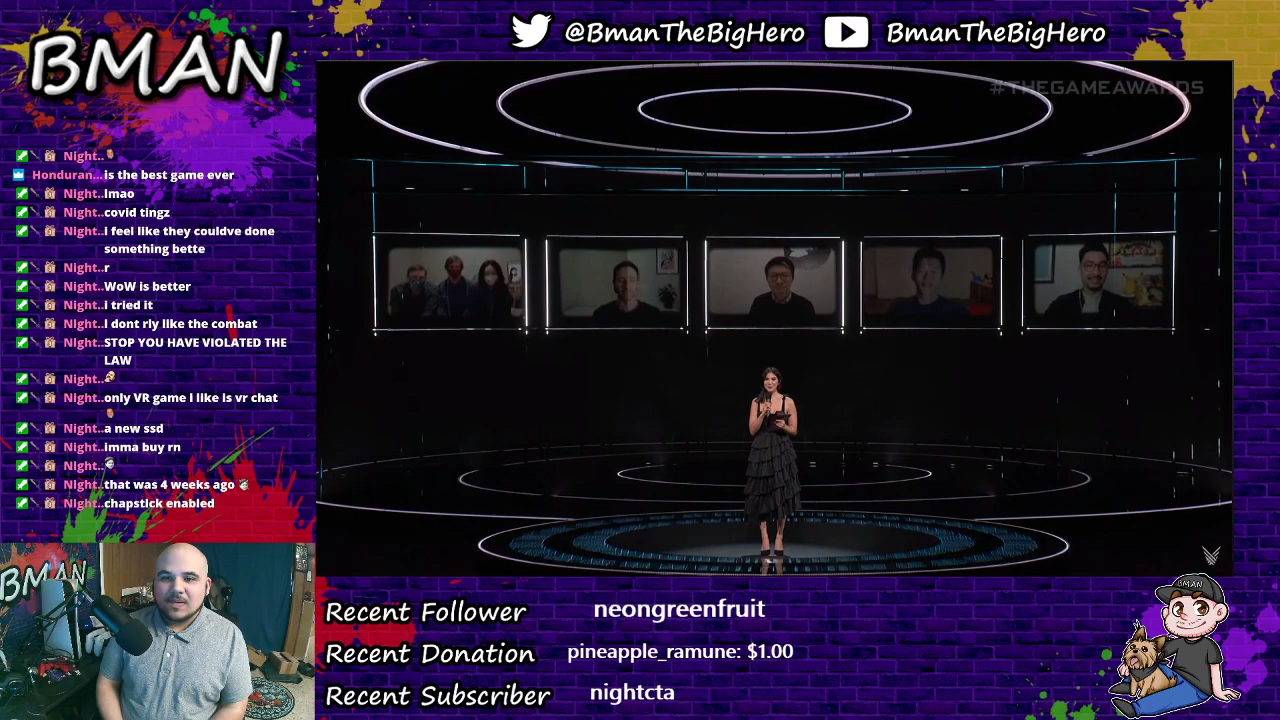 BMAN
@BmanTheBigHero
BmanTheBigHero
#THEGAMEAWARDS
Night..
Honduran... is the best game ever
Night.. lmao
Night.. covid tingz
Night.. i feel like they couldve done
something bette
Night.. r
Night.. WoW is better
Night.. i tried it
Night.. i dont rly like the combat
Night.. STOP YOU HAVE VIOLATED THE
LAW
Night..
Night.. only VR game I like is vr chat
Night.. a new ssd
Night.. imma buy rn
Night..
Night.. that was 4 weeks ago
Night.. chapstick enabled
BMAN
Recent Follower neongreenfruit
Recent Donation pineapple_ramune: $1.00
Recent Subscriber nightcta
BMAN